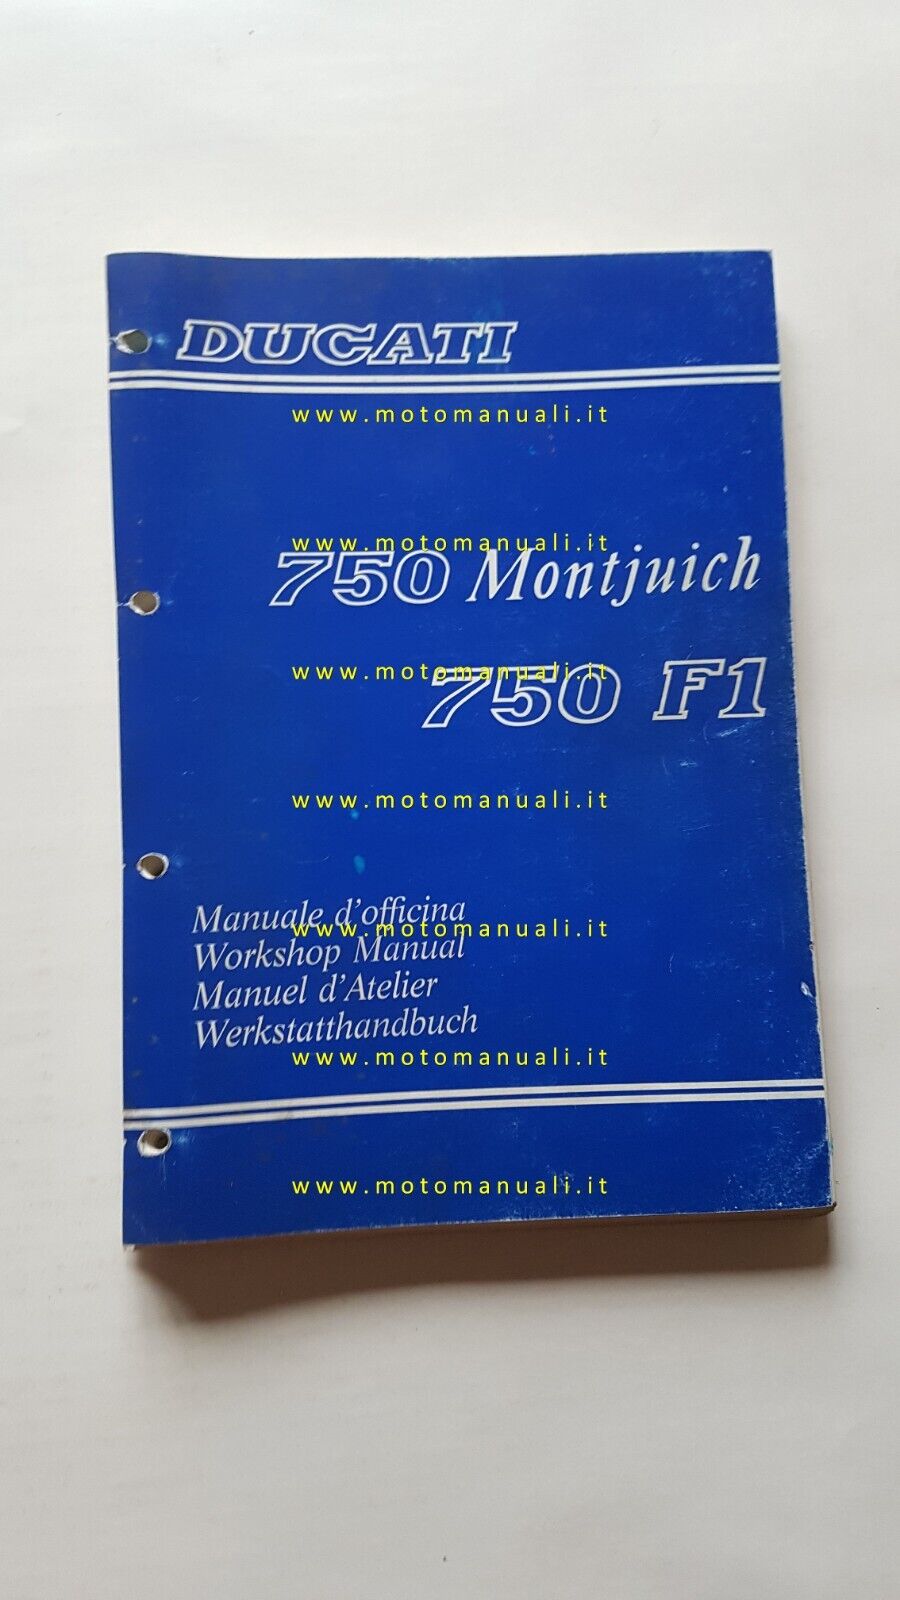 DUCATI
www.motomanuali.it
www.motomanuali.it
750 Montjuich
www.motomanuali.it
750 F1
www.motomanuali.it
Manuale d'officina
www.motomanuali.it
Workshop Manual
Manuel d'Atelier
Werkstatthandbuch
www.motomanuali.it
www.motomanuali.it